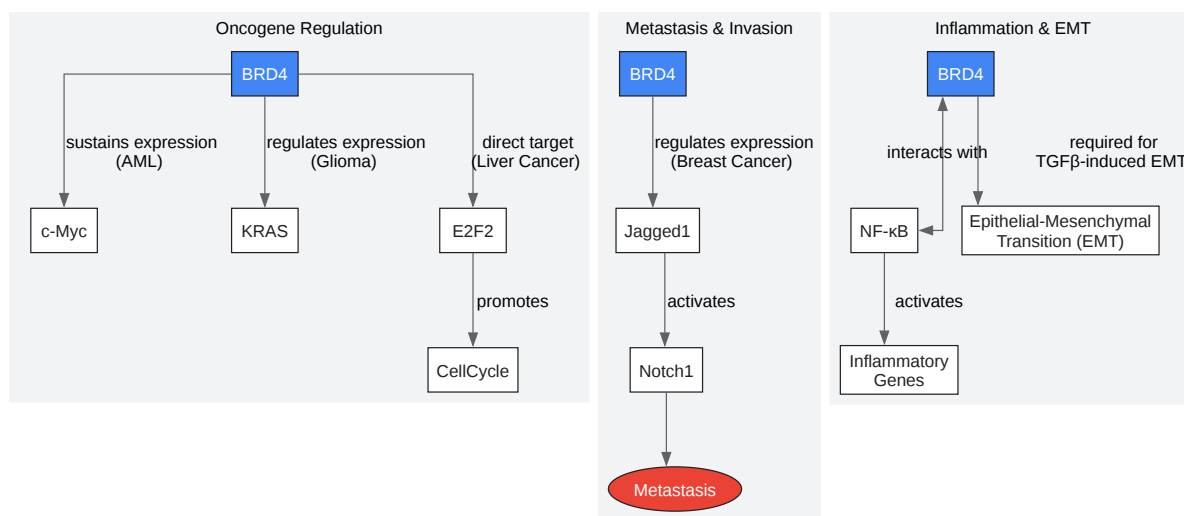 Oncogene Regulation
BRD4
sustains expression
(AML)
regulates expression
(Glioma)
direct target
(Liver Cancer)
c-Myc
KRAS
E2F2
promotes
CellCycle
Metastasis & Invasion
BRD4
regulates expression
(Breast Cancer)
Jagged1
activates
Notch1
Metastasis
Inflammation & EMT
BRD4
interacts with
required for
TGFβ-induced EMT
NF-κB
Epithelial-Mesenchymal
Transition (EMT)
activates
Inflammatory
Genes